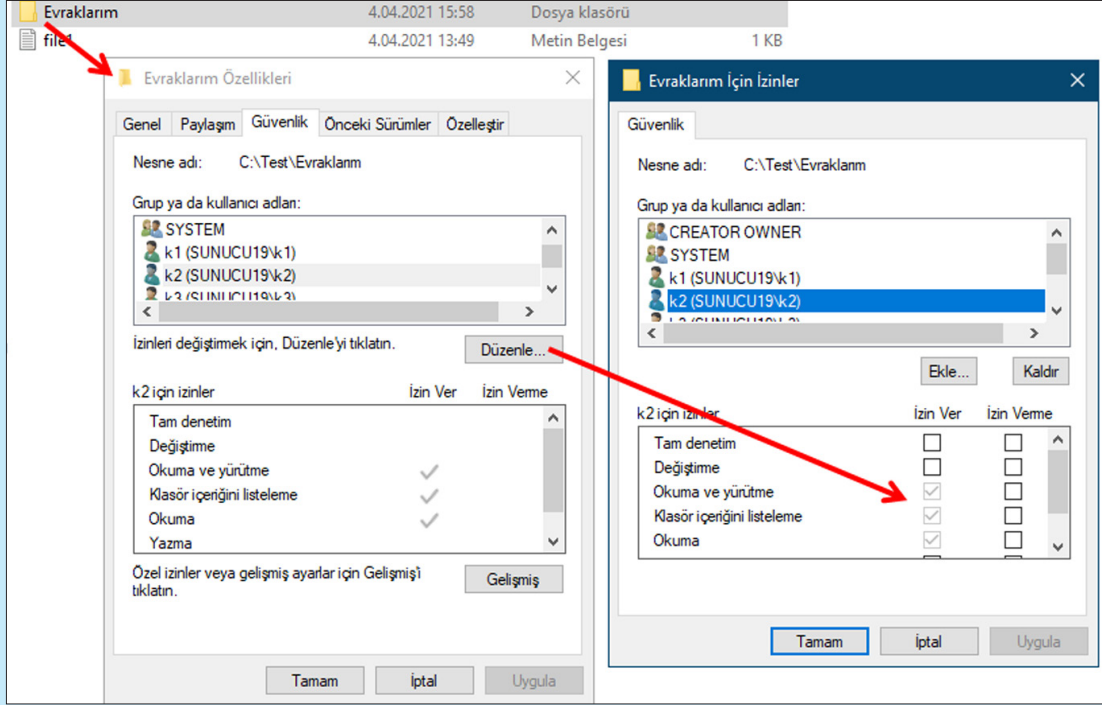 Evraklarım 4.04.2021 15:58 Dosya klasörü
file1 4.04.2021 13:49 Metin Belgesi 1 KB
Evraklarım Özellikleri
Genel Paylaşım Güvenlik Önceki Sürümler Özelleştir
Nesne adı: C:\Test\Evraklarım
Grup ya da kullanıcı adları:
SYSTEM
k1 (SUNUCU19\k1)
k2 (SUNUCU19\k2)
k3 (SUNUCU19\k3)
İzinleri değiştirmek için, Düzenle'yi tıklatın.
Düzenle...
k2 için izinler İzin Ver İzin Verme
Tam denetim
Değiştirme
Okuma ve yürütme
Klasör içeriğini listeleme
Okuma
Yazma
Özel izinler veya gelişmiş ayarlar için Gelişmiş'i
tıklatın.
Gelişmiş
Tamam İptal Uygula
Evraklarım İçin İzinler
Güvenlik
Nesne adı: C:\Test\Evraklarım
Grup ya da kullanıcı adları:
CREATOR OWNER
SYSTEM
k1 (SUNUCU19\k1)
k2 (SUNUCU19\k2)
Ekle... Kaldır
k2 için izinler İzin Ver İzin Verme
Tam denetim
Değiştirme
Okuma ve yürütme
Klasör içeriğini listeleme
Okuma
Tamam İptal Uygula